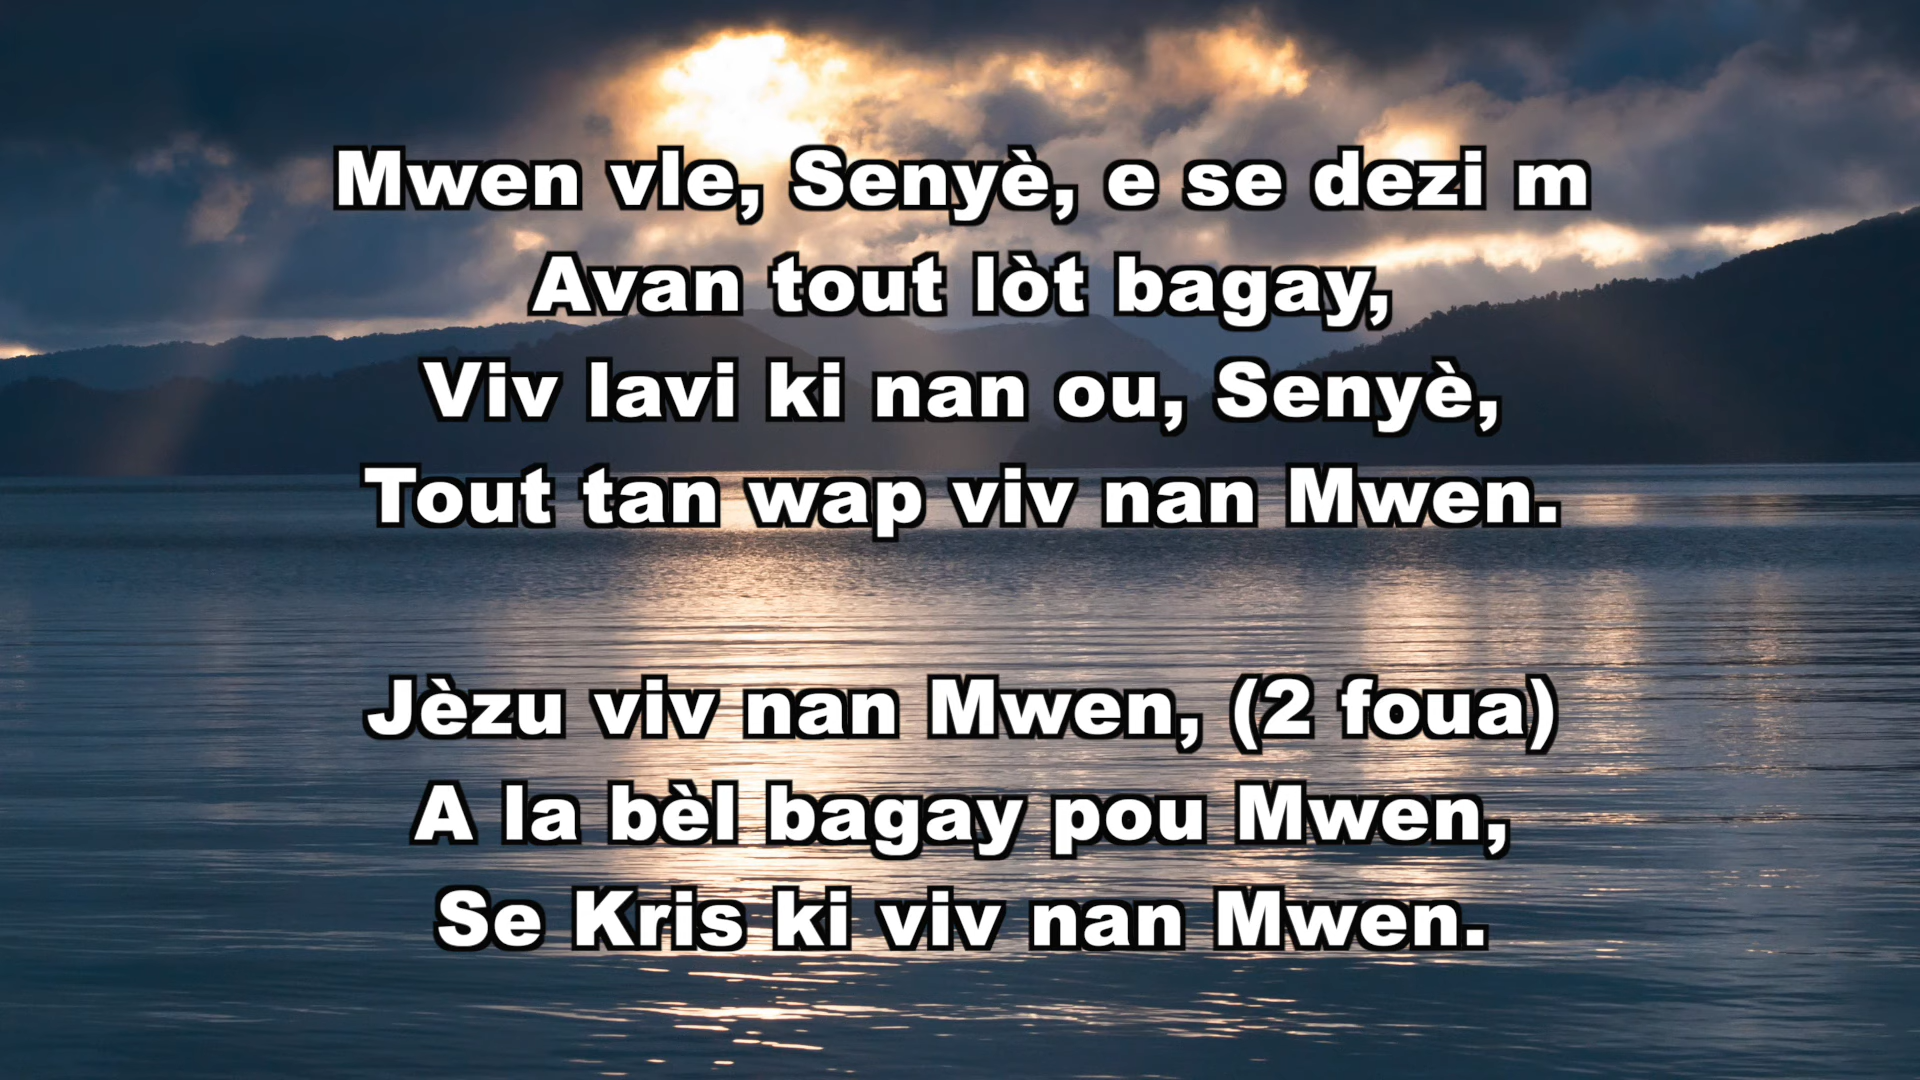 Mwen vle, Senyè, e se dezi m
Avan tout lòt bagay,
Viv lavi ki nan ou, Senyè,
Tout tan wap viv nan Mwen.
Jèzu viv nan Mwen, (2 foua)
A la bèl bagay pou Mwen,
Se Kris ki viv nan Mwen.